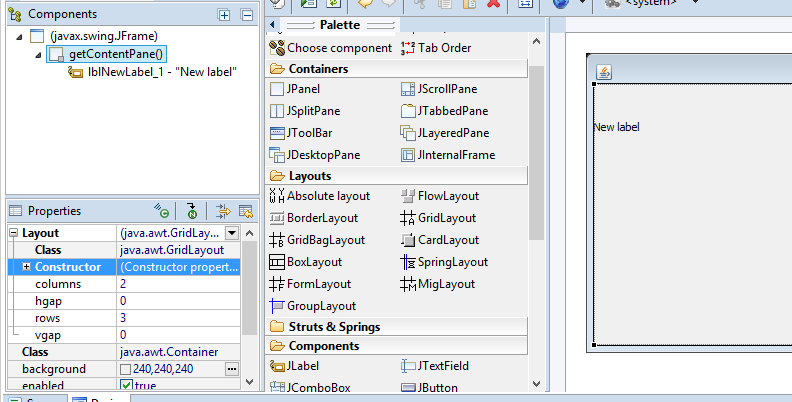 <system>
Components
(javax.swing.JFrame)
getContentPane()
lblNewLabel_1 - "New label"
Properties
Layout (java.awt.GridLay...
Class java.awt.GridLayout
Constructor (Constructor propert...
columns 2
hgap 0
rows 3
vgap 0
Class java.awt.Container
background 240,240,240 ...
enabled true
Palette
Choose component Tab Order
Containers
JPanel JScrollPane
JSplitPane JTabbedPane
JToolBar JLayeredPane
JDesktopPane JInternalFrame
Layouts
Absolute layout FlowLayout
BorderLayout GridLayout
GridBagLayout CardLayout
BoxLayout SpringLayout
FormLayout MigLayout
GroupLayout
Struts & Springs
Components
JLabel JTextField
JComboBox JButton
New label